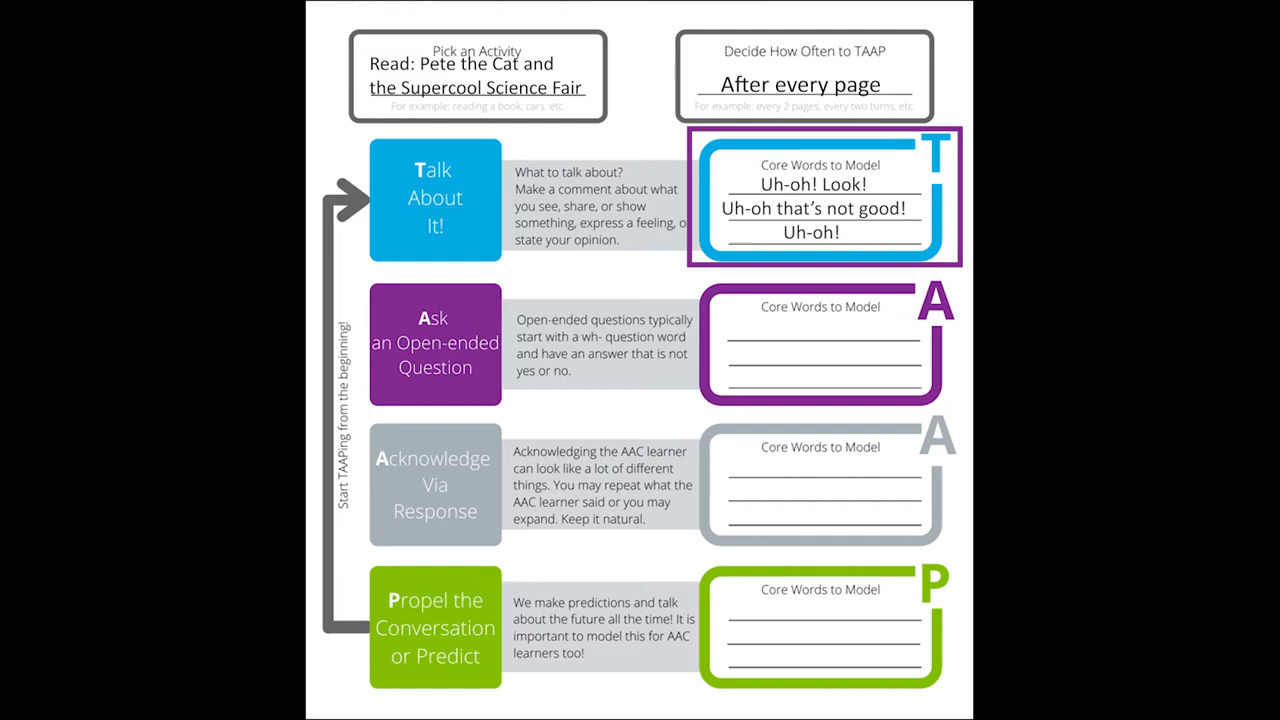 Pick an Activity
Read: Pete the Cat and
the Supercool Science Fair
For example: reading a book, cars, etc.
Decide How Often to TAAP
After every page
For example: every 2 pages, every two turns, etc.
Talk
About
It!
What to talk about?
Make a comment about what
you see, share, or show
something, express a feeling, o
state your opinion.
T
Core Words to Model
Uh-oh! Look!
Uh-oh that's not good!
Uh-oh!
Ask
an Open-ended
Question
Open-ended questions typically
start with a wh- question word
and have an answer that is not
yes or no.
A
Core Words to Model
Acknowledge
Via
Response
Acknowledging the AAC learner
can look like a lot of different
things. You may repeat what the
AAC learner said or you may
expand. Keep it natural.
A
Core Words to Model
Propel the
Conversation
or Predict
We make predictions and talk
about the future all the time! It is
important to model this for AAC
learners too!
P
Core Words to Model
Start TAAPing from the beginning!